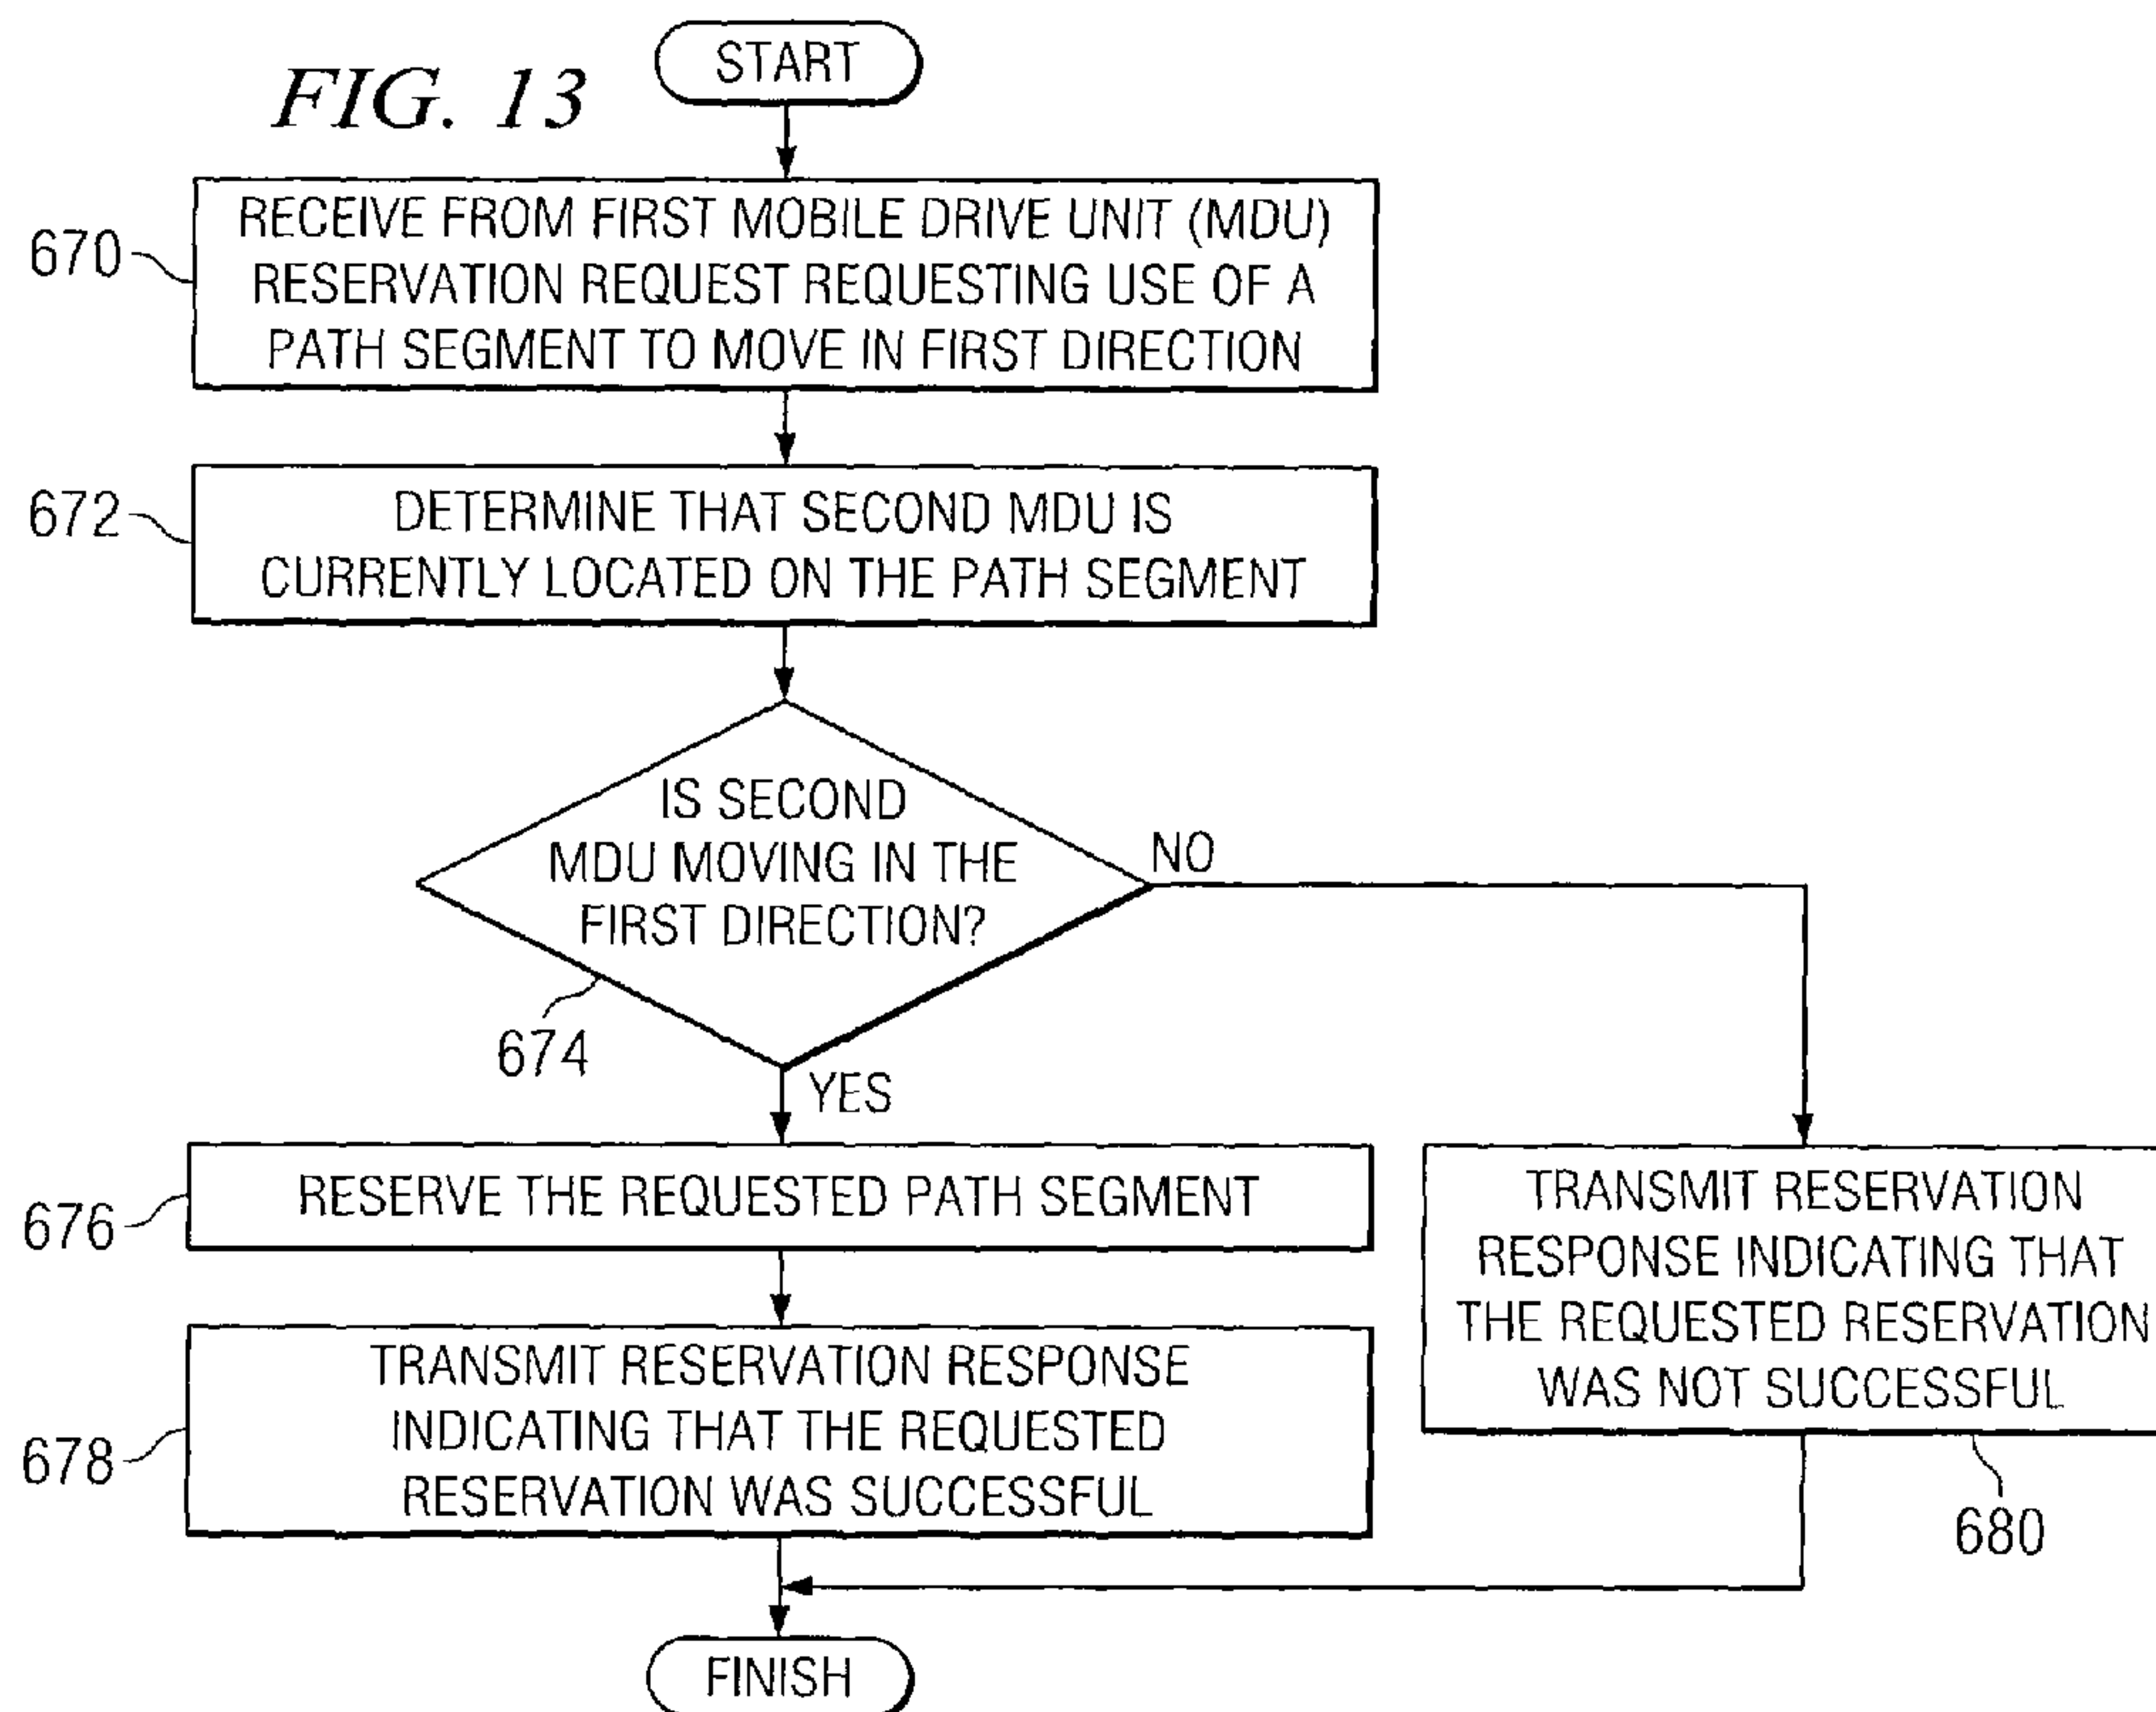 FIG. 13
START
670
RECEIVE FROM FIRST MOBILE DRIVE UNIT (MDU)
RESERVATION REQUEST REQUESTING USE OF A
PATH SEGMENT TO MOVE IN FIRST DIRECTION
672
DETERMINE THAT SECOND MDU IS
CURRENTLY LOCATED ON THE PATH SEGMENT
IS SECOND
MDU MOVING IN THE
FIRST DIRECTION?
674
NO
YES
676
RESERVE THE REQUESTED PATH SEGMENT
678
TRANSMIT RESERVATION RESPONSE
INDICATING THAT THE REQUESTED
RESERVATION WAS SUCCESSFUL
TRANSMIT RESERVATION
RESPONSE INDICATING THAT
THE REQUESTED RESERVATION
WAS NOT SUCCESSFUL
680
FINISH